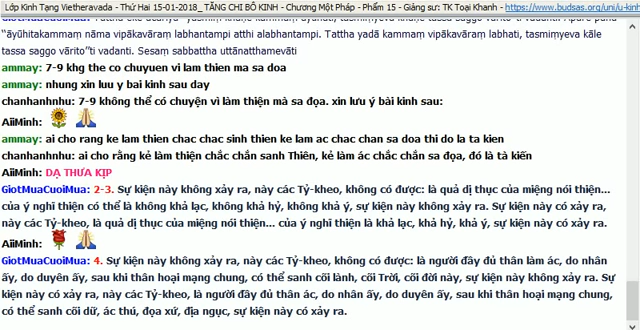 Lớp Kinh Tạng Vietheravada - Thứ Hai 15-01-2018_ TĂNG CHI BỘ KINH - Chương Một Pháp - Phẩm 15 - Giảng sư: TK Toại Khanh - https://www.budsas.org/uni/u-kinh
"āyūhitakammaṃ nāma vipākavāraṃ labhantampi atthi alabhantampi. Tattha yadā kammaṃ vipākavāraṃ labhati, tasmiṃyeva kāle
tassa saggo vārito"ti vadanti. Sesaṃ sabbattha uttānatthamevāti
ammay: 7-9 khg the co chuyuen vi lam thien ma sa doa
ammay: nhung xin luu y bai kinh sau day
chanhanhnhu: 7-9 không thể có chuyện vì làm thiện mà sa đọa. xin lưu ý bài kinh sau:
AiiMinh:
ammay: ai cho rang ke lam thien chac chac sinh thien ke lam ac chac chan sa doa thi do la ta kien
chanhanhnhu: ai cho rằng kẻ làm thiện chắc chắn sanh Thiên, kẻ làm ác chắc chắn sa đọa, đó là tà kiến
AiiMinh: DẠ THƯA KỊP
GiotMuaCuoiMua: 2-3. Sự kiện này không xảy ra, này các Tỷ-kheo, không có được: là quả dị thục của miệng nói thiện...
của ý nghĩ thiện có thể là không khả lạc, không khả hỷ, không khả ý, sự kiện này không xảy ra. Sự kiện này có xảy ra,
này các Tỷ-kheo, là quả dị thục của miệng nói thiện... của ý nghĩa thiện là khả lạc, khả hỷ, khả ý, sự kiện này có xảy ra.
AiiMinh:
GiotMuaCuoiMua: 4. Sự kiện này không xảy ra, này các Tỷ-kheo, không có được: là người đầy đủ thân làm ác, do nhân
ấy, do duyên ấy, sau khi thân hoại mạng chung, có thể sanh cõi lành, cõi Trời, cõi đời này, sự kiện này không xảy ra. Sự
kiện này có xảy ra, này các Tỷ-kheo, là người đầy đủ thân ác, do nhân ấy, do duyên ấy, sau khi thân hoại mạng chung,
có thể sanh cõi dữ, ác thú, đọa xứ, địa ngục, sự kiện này có xảy ra.